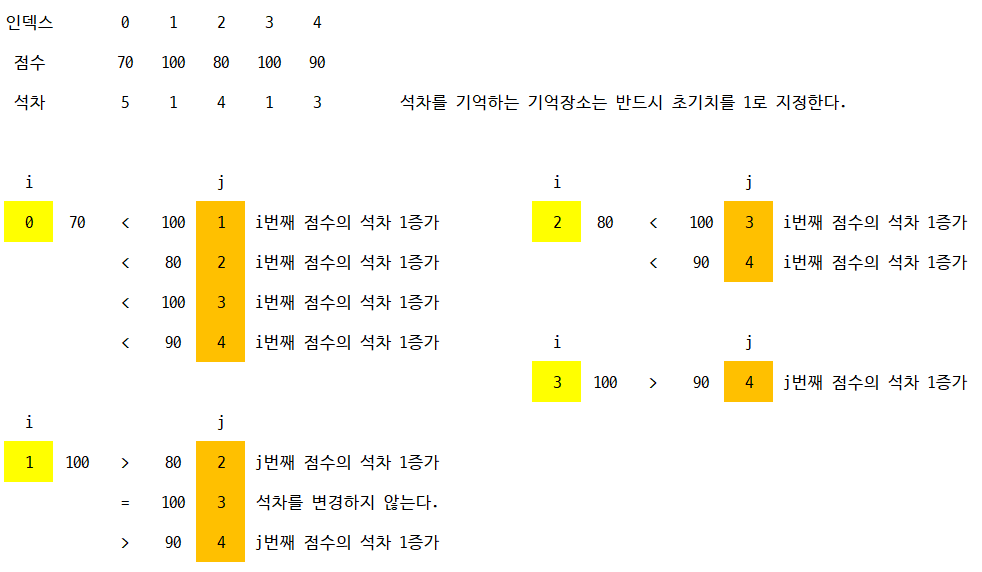 인덱스 0 1 2 3 4
점수 70 100 80 100 90
석차 5 1 4 1 3 석차를 기억하는 기억장소는 반드시 초기치를 1로 지정한다.
i j
0 70 < 100 1 i번째 점수의 석차 1증가
< 80 2 i번째 점수의 석차 1증가
< 100 3 i번째 점수의 석차 1증가
< 90 4 i번째 점수의 석차 1증가
i j
1 100 > 80 2 j번째 점수의 석차 1증가
= 100 3 석차를 변경하지 않는다.
> 90 4 j번째 점수의 석차 1증가
i j
2 80 < 100 3 i번째 점수의 석차 1증가
< 90 4 i번째 점수의 석차 1증가
i j
3 100 > 90 4 j번째 점수의 석차 1증가